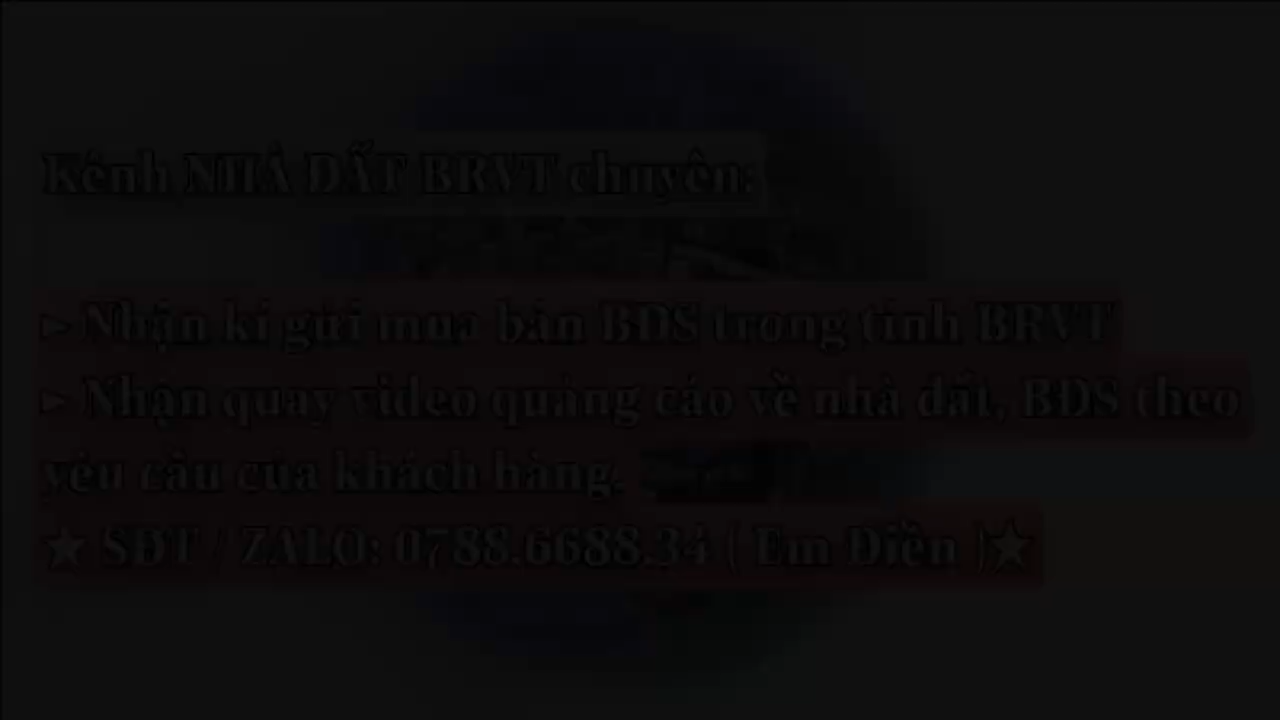 Kênh NHÀ ĐẤT BRVT chuyên:
► Nhận kí gửi mua bán BĐS trong tỉnh BRVT
► Nhận quay video quảng cáo về nhà đất, BĐS theo
yêu cầu của khách hàng.
★ SĐT / ZALO: 0788.6688.34 ( Em Điền )★